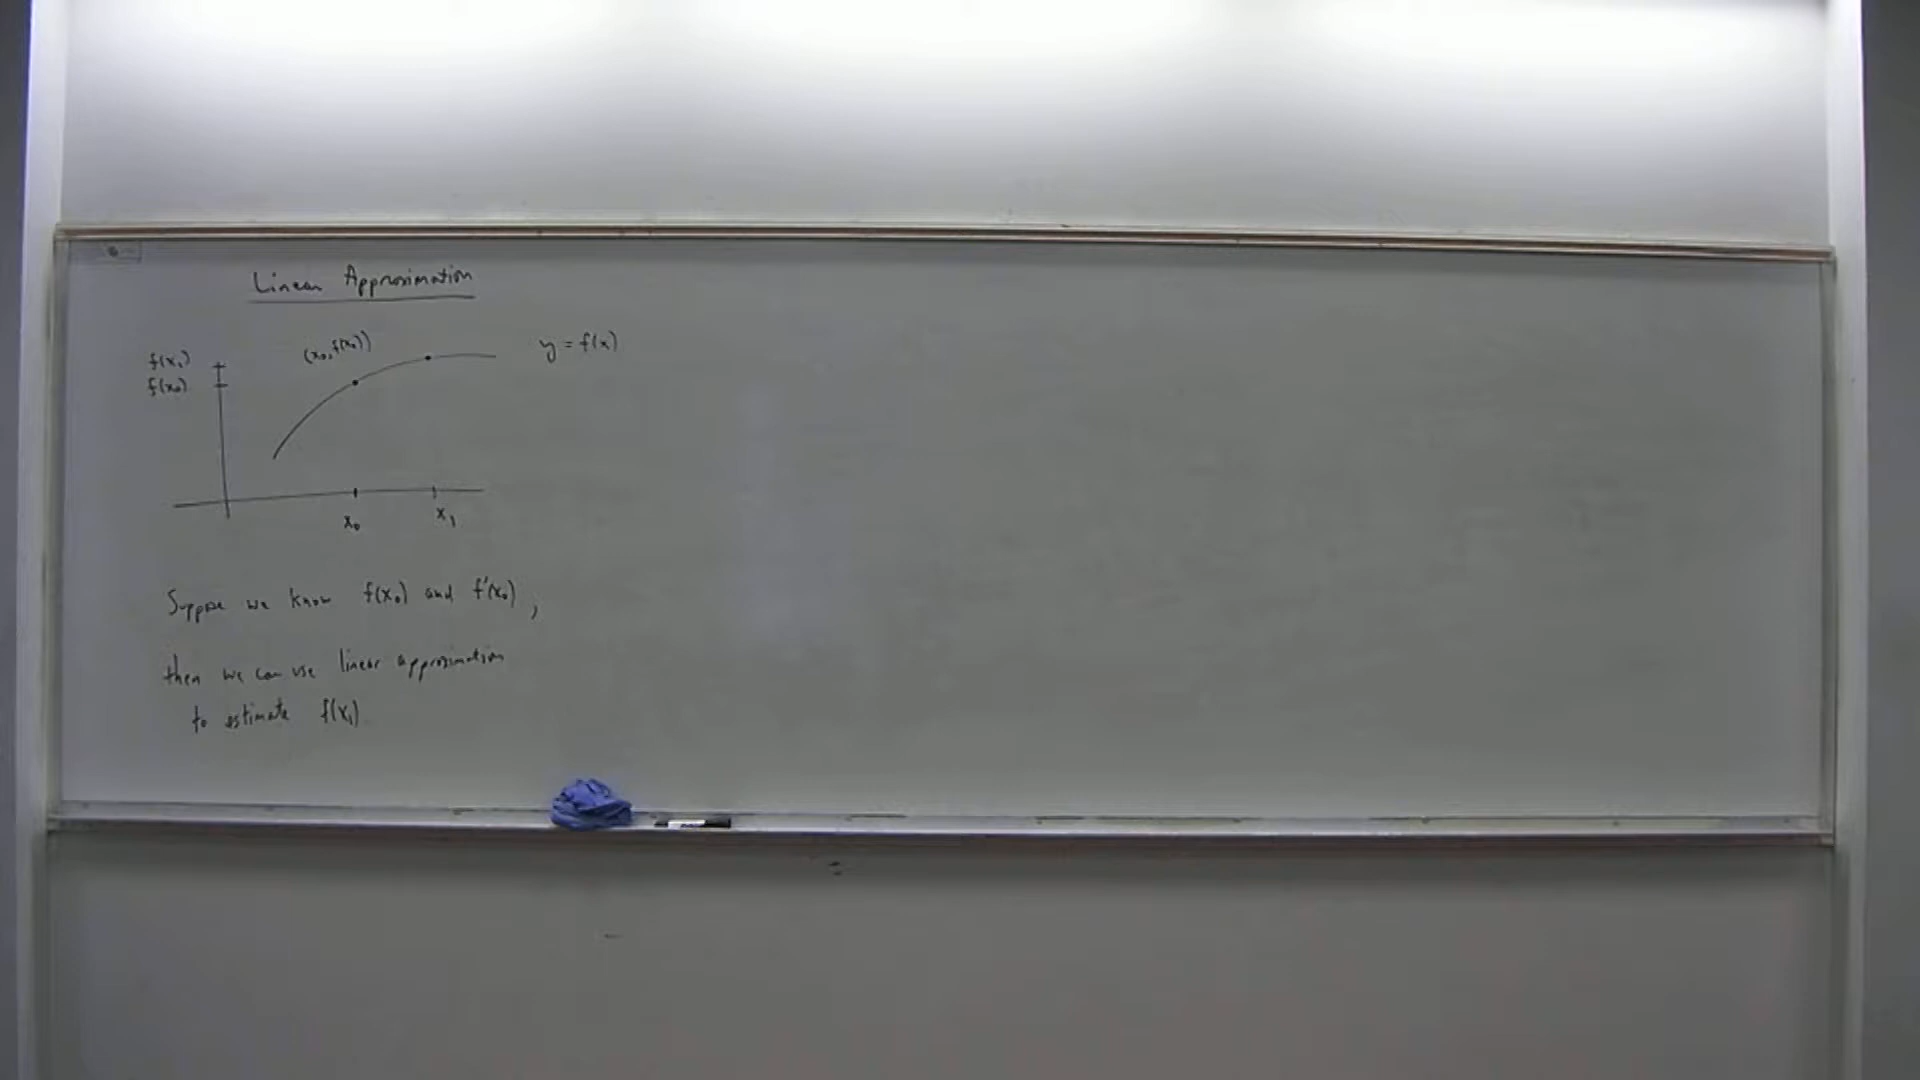 Linear Approximation
(x₀, f(x₀))
y = f(x)
f(x₁)
f(x₀)
x₀
x₁
Suppose we know f(x₀) and f'(x₀),
then we can use linear approximation
to estimate f(x₁)